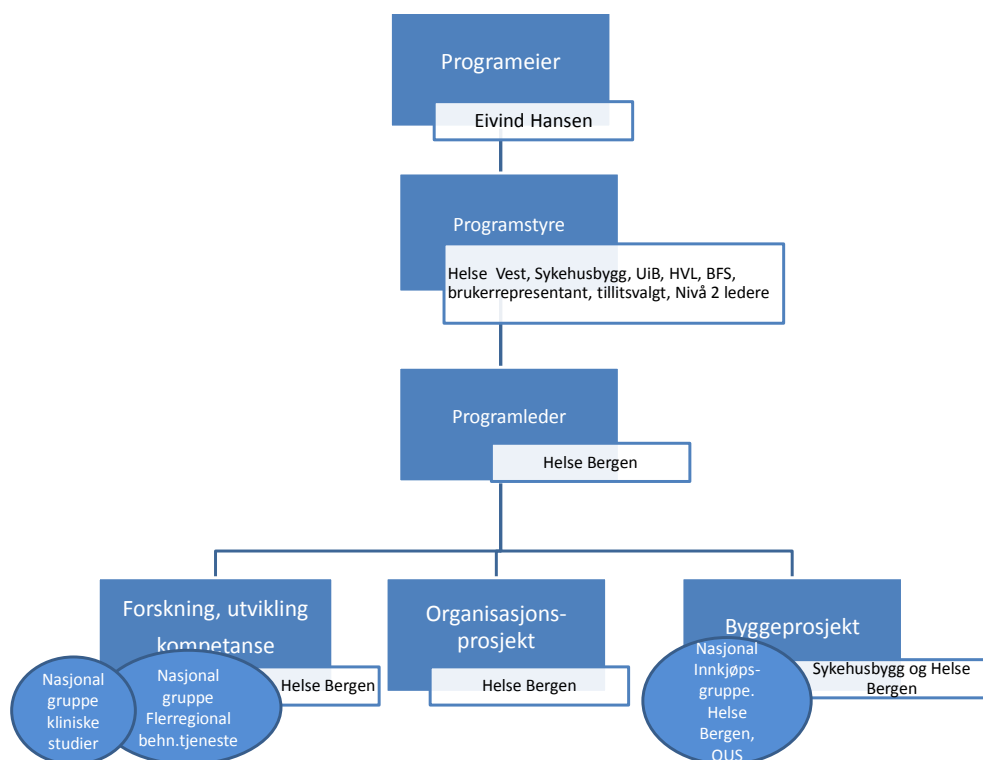 Programeier
Eivind Hansen
Programstyre
Helse Vest, Sykehusbygg, UiB, HVL, BFS,
brukerrepresentant, tillitsvalgt, Nivå 2 ledere
Programleder
Helse Bergen
Forskning, utvikling
kompetanse
Helse Bergen
Nasjonal
gruppe
kliniske
studier
Nasjonal
gruppe
Flerregional
behn.tjeneste
Organisasjons-
prosjekt
Helse Bergen
Byggeprosjekt
Sykehusbygg og Helse
Bergen
Nasjonal
Innkjøps-
gruppe.
Helse
Bergen,
OUS